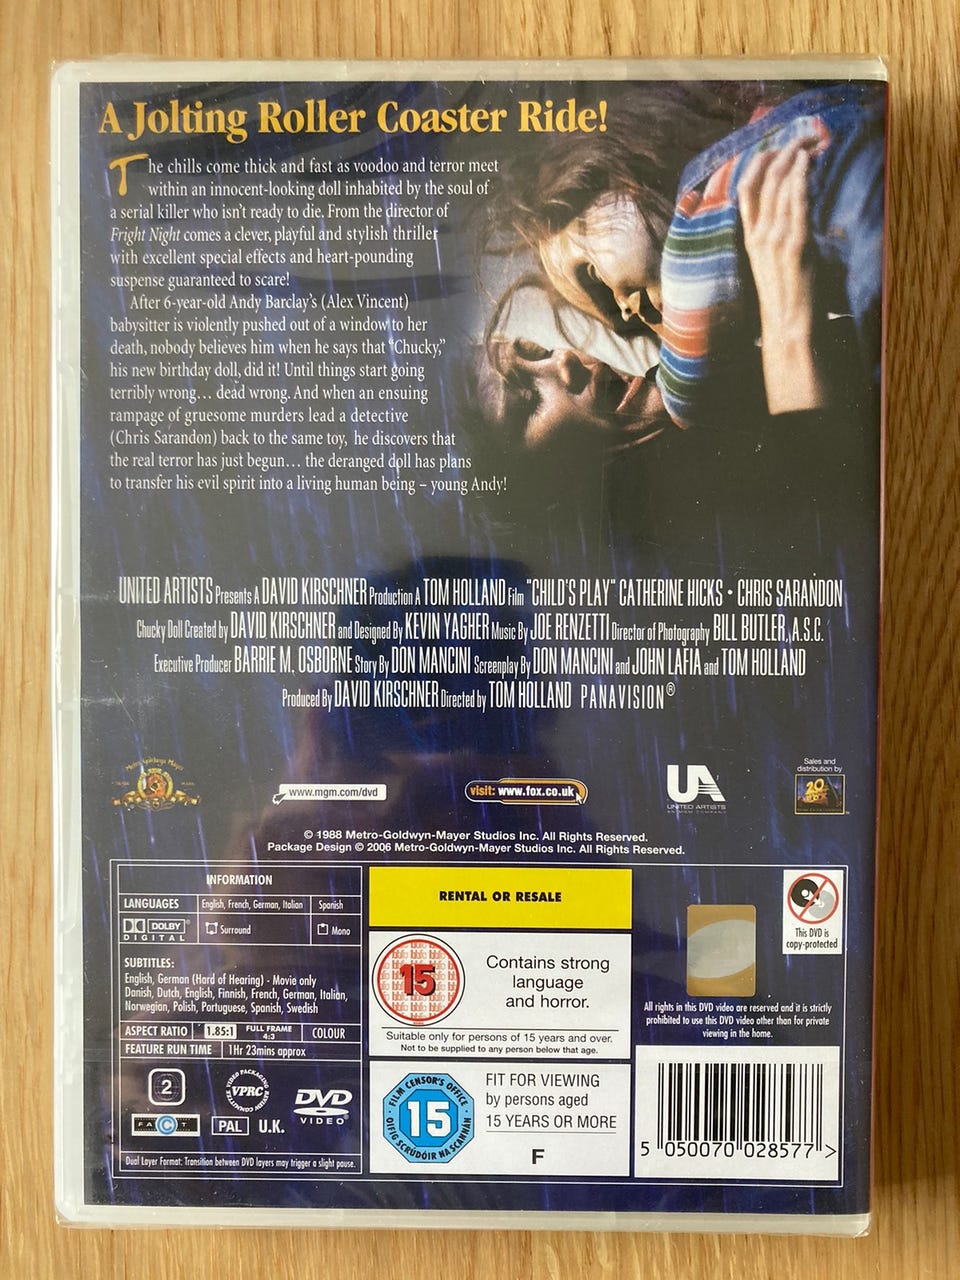 A Jolting Roller Coaster Ride!
The chills come thick and fast as voodoo and terror meet
within an innocent-looking doll inhabited by the soul of
a serial killer who isn't ready to die. From the director of
Fright Night comes a clever, playful and stylish thriller
with excellent special effects and heart-pounding
suspense guaranteed to scare!
After 6-year-old Andy Barclay's (Alex Vincent)
babysitter is violently pushed out of a window to her
death, nobody believes him when he says that "Chucky,"
his new birthday doll, did it! Until things start going
terribly wrong... dead wrong. And when an ensuing
rampage of gruesome murders lead a detective
(Chris Sarandon) back to the same toy, he discovers that
the real terror has just begun... the deranged doll has plans
to transfer his evil spirit into a living human being – young Andy!
UNITED ARTISTS Presents A DAVID KIRSCHNER Production A TOM HOLLAND Film "CHILD'S PLAY" CATHERINE HICKS • CHRIS SARANDON
Chucky Doll Created by DAVID KIRSCHNER and Designed By KEVIN YAGHER Music By JOE RENZETTI Director of Photography BILL BUTLER, A.S.C.
Executive Producer BARRIE M. OSBORNE Story By DON MANCINI Screenplay By DON MANCINI and JOHN LAFIA and TOM HOLLAND
Produced By DAVID KIRSCHNER Directed by TOM HOLLAND PANAVISION®
Metro Goldwyn Mayer
www.mgm.com/dvd
visit: www.fox.co.uk
UA
UNITED ARTISTS
Sales and
distribution by
20
© 1988 Metro-Goldwyn-Mayer Studios Inc. All Rights Reserved.
Package Design © 2006 Metro-Goldwyn-Mayer Studios Inc. All Rights Reserved.
INFORMATION
LANGUAGES English, French, German, Italian Spanish
DOLBY DIGITAL Surround Mono
SUBTITLES:
English, German (Hard of Hearing) - Movie only
Danish, Dutch, English, Finnish, French, German, Italian,
Norwegian, Polish, Portuguese, Spanish, Swedish
ASPECT RATIO 1.85:1 FULL FRAME 4:3 COLOUR
FEATURE RUN TIME 1Hr 23mins approx
2
VIDEO PACKAGING REVIEW COMMITTEE VPRC
DVD VIDEO
FACT
PAL U.K.
Dual Layer Format: Transition between DVD layers may trigger a slight pause.
RENTAL OR RESALE
15
Contains strong
language
and horror.
Suitable only for persons of 15 years and over.
Not to be supplied to any person below that age.
FILM CENSOR'S OFFICE
15
OIFIG SCRÚDÓIR NA SCANNÁN
FIT FOR VIEWING
by persons aged
15 YEARS OR MORE
F
This DVD is
copy-protected
All rights in this DVD video are reserved and it is strictly
prohibited to use this DVD video other than for private
viewing in the home.
5 050070 028577 >